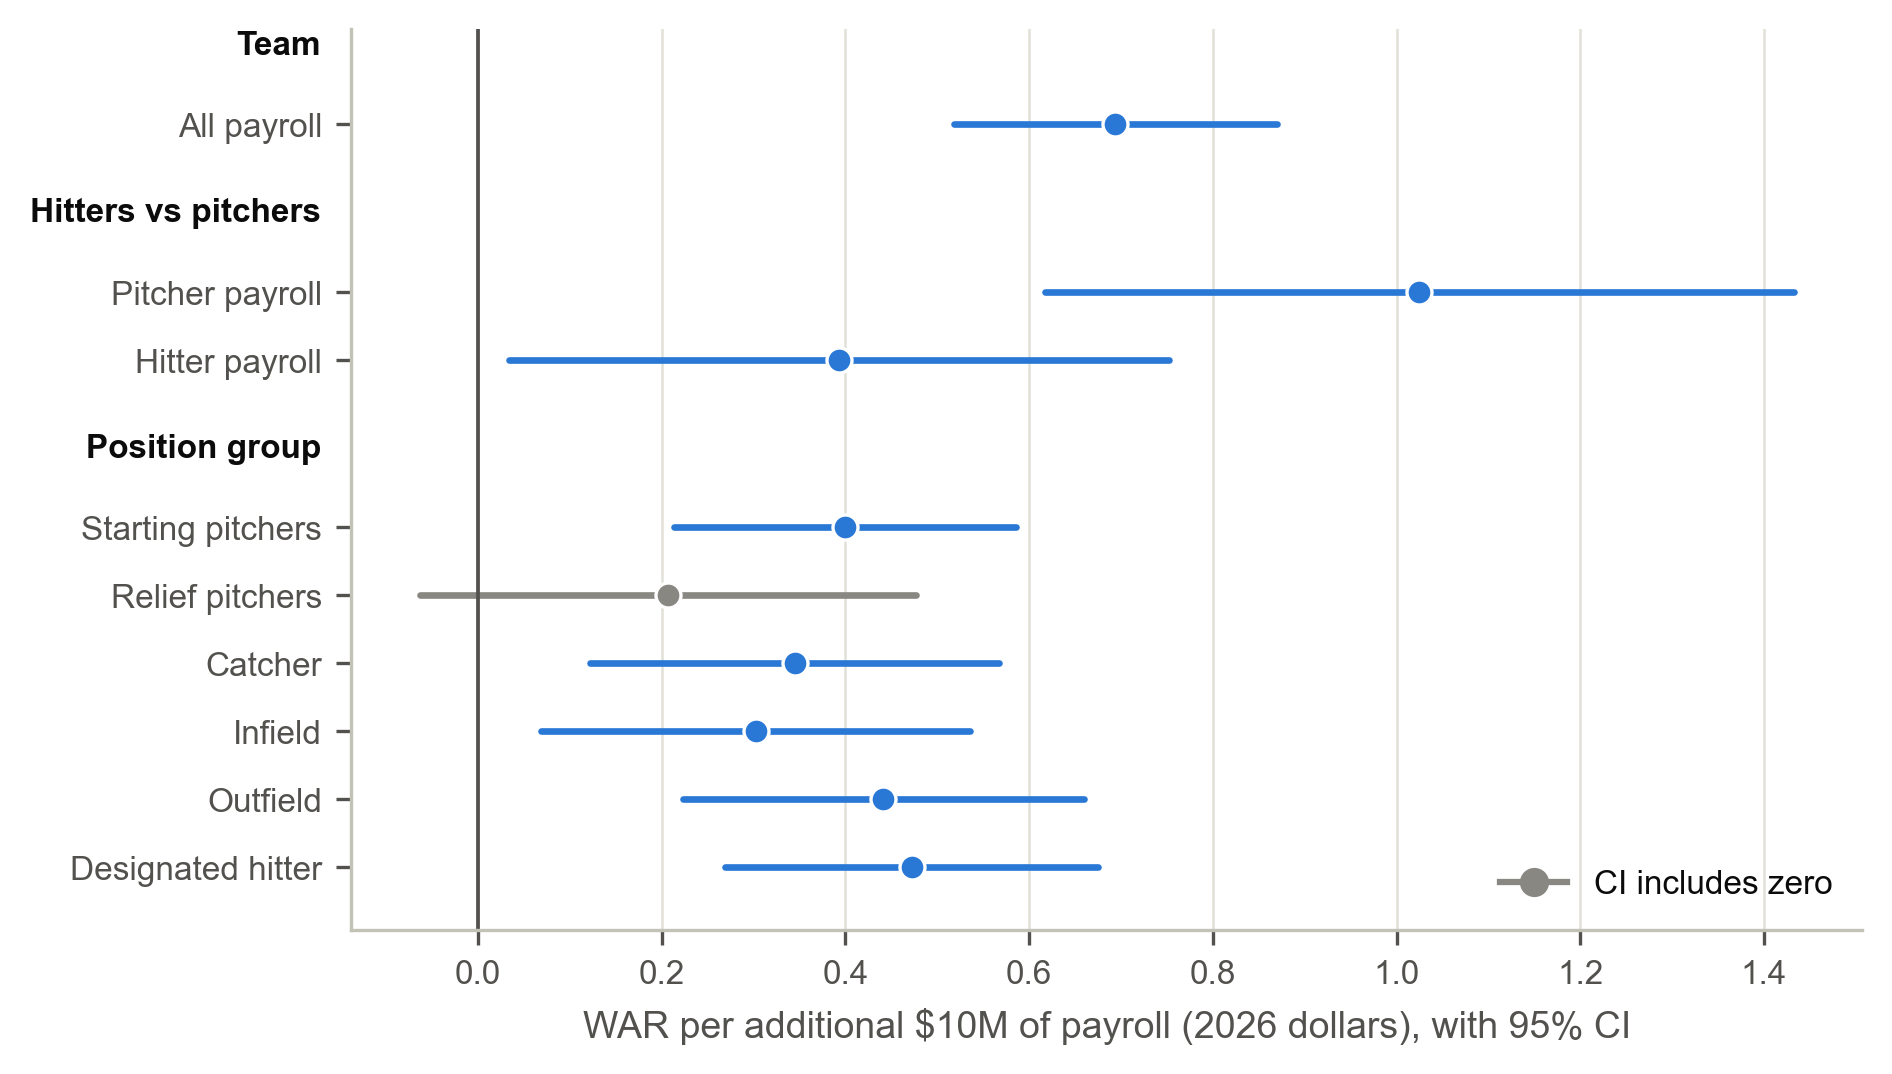 Team
All payroll
Hitters vs pitchers
Pitcher payroll
Hitter payroll
Position group
Starting pitchers
Relief pitchers
Catcher
Infield
Outfield
Designated hitter
CI includes zero
0.0 0.2 0.4 0.6 0.8 1.0 1.2 1.4
WAR per additional $10M of payroll (2026 dollars), with 95% CI